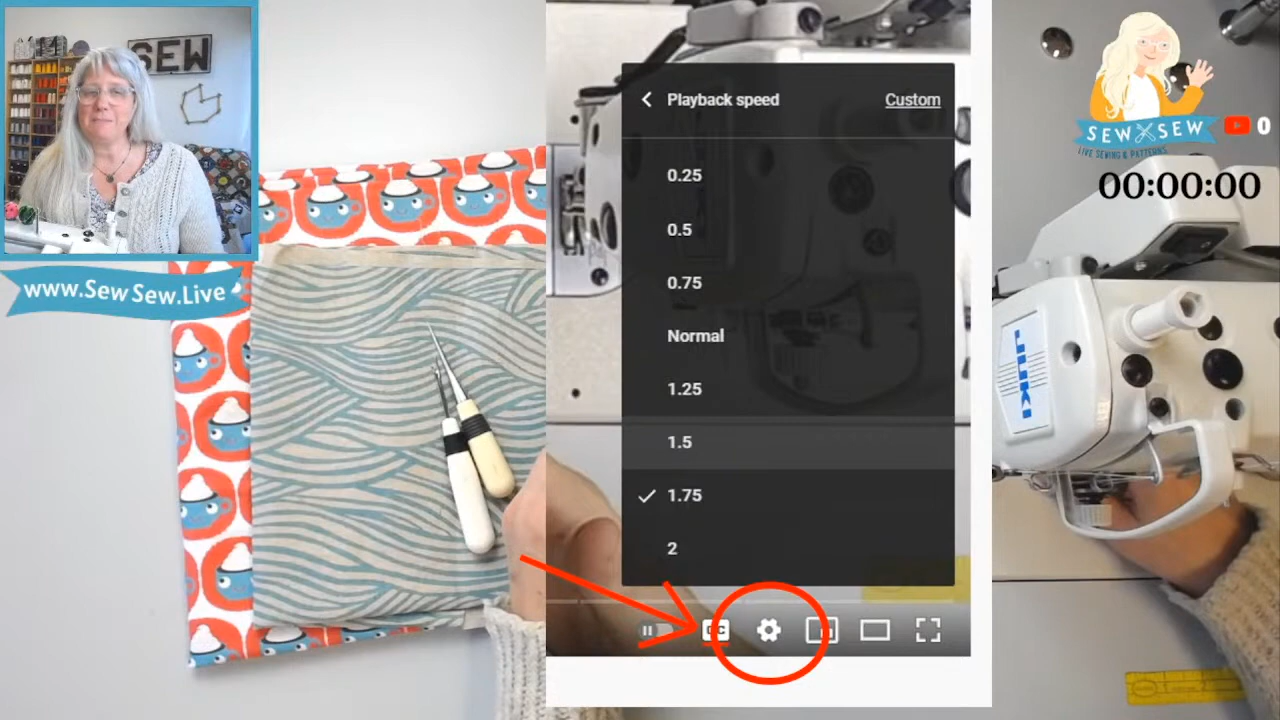 SEW
www.SewSew.Live
Playback speed
Custom
0.25
0.5
0.75
Normal
1.25
1.5
1.75
2
SEW SEW
LIVE SEWING & PATTERNS
0
00:00:00
JUKI